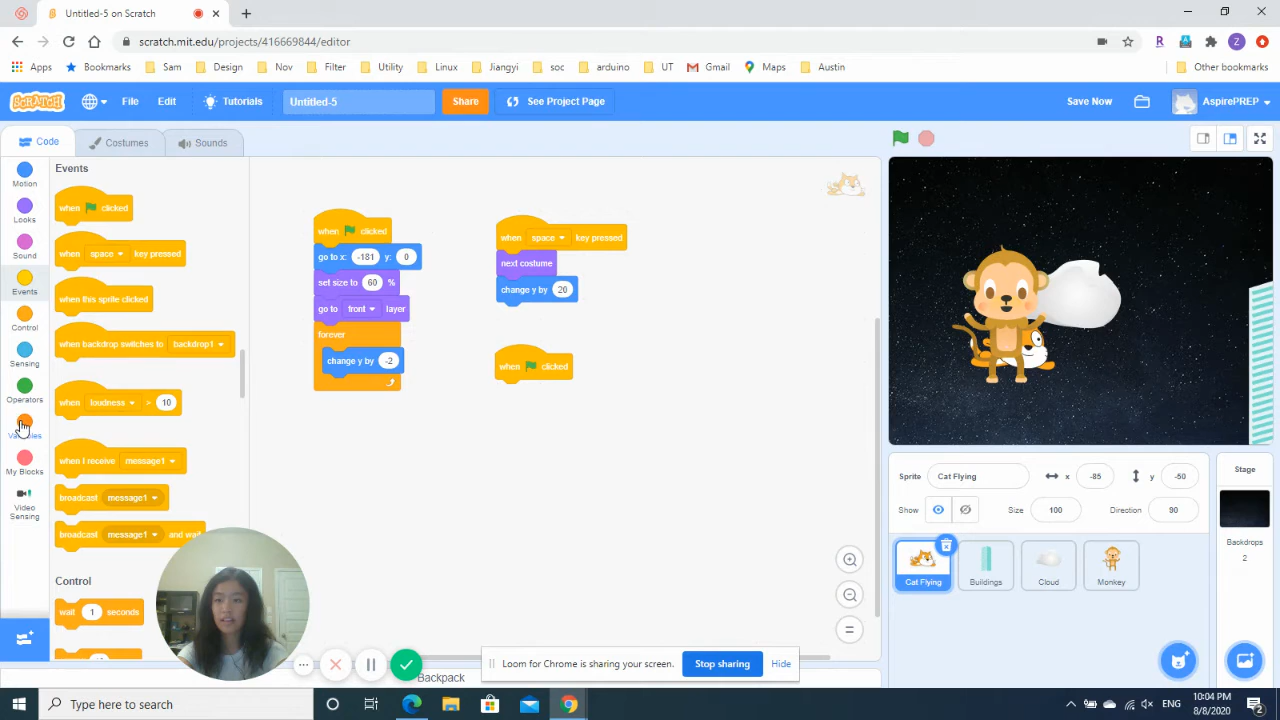 Untitled-5 on Scratch
scratch.mit.edu/projects/416669844/editor
R
Z
Apps
Bookmarks
Sam
Design
Nov
Filter
Utility
Linux
Jiangyi
soc
arduino
UT
Gmail
Maps
Austin
Other bookmarks
SCRATCH
File
Edit
Tutorials
Untitled-5
Share
See Project Page
Save Now
AspirePREP
Code
Costumes
Sounds
Motion
Looks
Sound
Events
Control
Sensing
Operators
Variables
My Blocks
Video
Sensing
Events
when clicked
when space key pressed
when this sprite clicked
when backdrop switches to backdrop1
when loudness > 10
when I receive message1
broadcast message1
broadcast message1 and wait
Control
wait 1 seconds
when clicked
go to x: -181 y: 0
set size to 60 %
go to front layer
forever
change y by -2
when space key pressed
next costume
change y by 20
when clicked
Sprite
Cat Flying
x
-85
y
-50
Show
Size
100
Direction
90
Cat Flying
Buildings
Cloud
Monkey
Stage
Backdrops
2
Loom for Chrome is sharing your screen.
Stop sharing
Hide
Backpack
Type here to search
ENG
10:04 PM
8/8/2020
2